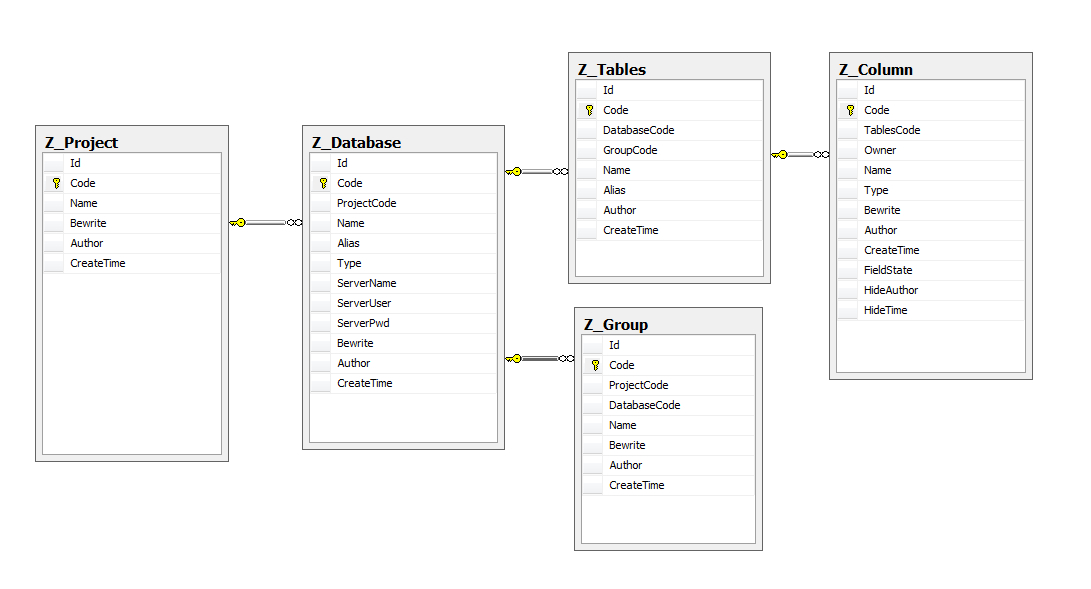 Z_Project
Id
Code
Name
Bewrite
Author
CreateTime
Z_Database
Id
Code
ProjectCode
Name
Alias
Type
ServerName
ServerUser
ServerPwd
Bewrite
Author
CreateTime
Z_Tables
Id
Code
DatabaseCode
GroupCode
Name
Alias
Author
CreateTime
Z_Group
Id
Code
ProjectCode
DatabaseCode
Name
Bewrite
Author
CreateTime
Z_Column
Id
Code
TablesCode
Owner
Name
Type
Bewrite
Author
CreateTime
FieldState
HideAuthor
HideTime